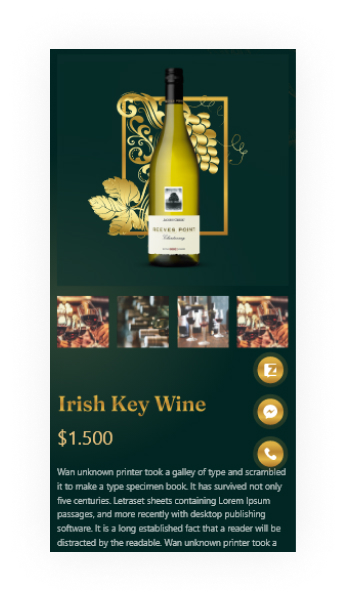 REEVES POINT
Chardonnay
Irish Key Wine
$1.500
Wan unknown printer took a galley of type and scrambled
it to make a type specimen book. It has survived not only
five centuries. Letraset sheets containing Lorem Ipsum
passages, and more recently with desktop publishing
software. It is a long established fact that a reader will be
distracted by the readable. Wan unknown printer took a